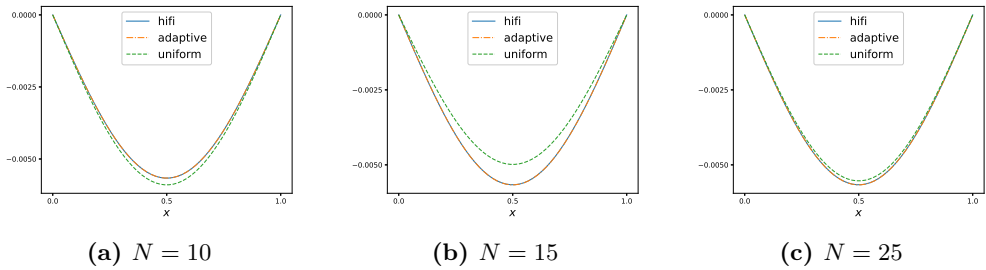 0.0000
−0.0025
−0.0050
0.0
0.5
1.0
x
hifi
adaptive
uniform
(a) N = 10
0.0000
−0.0025
−0.0050
0.0
0.5
1.0
x
hifi
adaptive
uniform
(b) N = 15
0.0000
−0.0025
−0.0050
0.0
0.5
1.0
x
hifi
adaptive
uniform
(c) N = 25